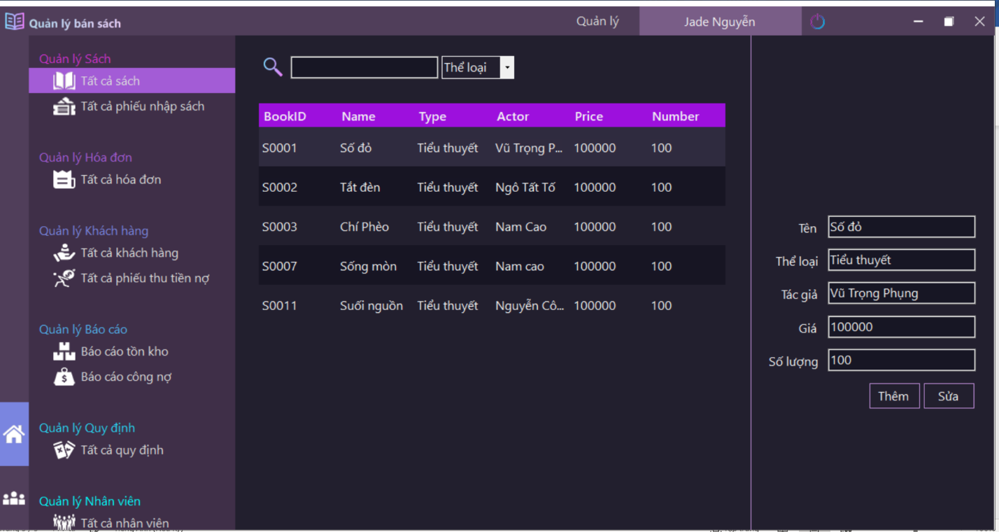 Quản lý bán sách
Quản lý
Jade Nguyễn
Quản lý Sách
Tất cả sách
Tất cả phiếu nhập sách
Quản lý Hóa đơn
Tất cả hóa đơn
Quản lý Khách hàng
Tất cả khách hàng
Tất cả phiếu thu tiền nợ
Quản lý Báo cáo
Báo cáo tồn kho
Báo cáo công nợ
Quản lý Quy định
Tất cả quy định
Quản lý Nhân viên
Tất cả nhân viên
Thể loại
BookID Name Type Actor Price Number
S0001 Số đỏ Tiểu thuyết Vũ Trọng P... 100000 100
S0002 Tắt đèn Tiểu thuyết Ngô Tất Tố 100000 100
S0003 Chí Phèo Tiểu thuyết Nam Cao 100000 100
S0007 Sống mòn Tiểu thuyết Nam cao 100000 100
S0011 Suối nguồn Tiểu thuyết Nguyễn Cô... 100000 100
Tên Số đỏ
Thể loại Tiểu thuyết
Tác giả Vũ Trọng Phụng
Giá 100000
Số lượng 100
Thêm Sửa